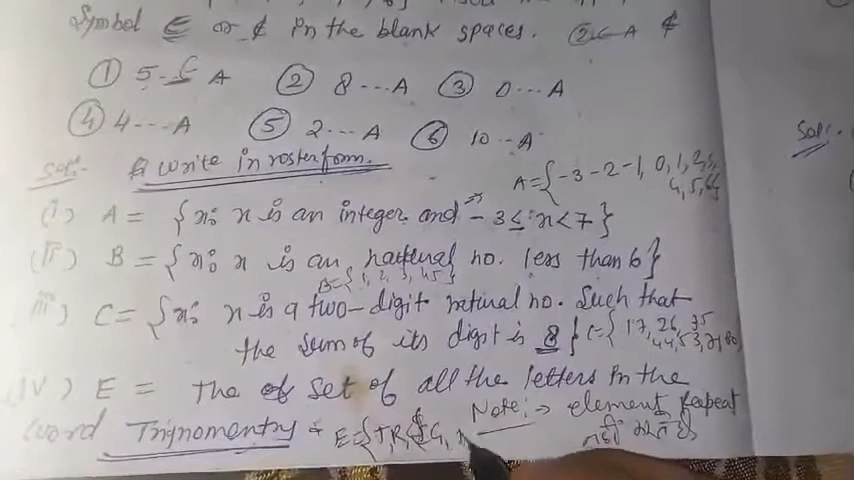 Symbol ∈ or ∉ in the blank spaces. 2 ∈ A ∉
① 5 -∈ A ② 8 ... A ③ 0 ... A
④ 4 --- A ⑤ 2 ... A ⑥ 10 ... A
Sol:-
write in roster form.
A = {-3 -2 -1, 0, 1, 2, 3,
4, 5, 6}
(i) A = {x: x is an integer and -3 ≤ x < 7}
(ii) B = {x: x is an natural no. less than 6}
B = {1, 2, 3, 4 5}
(iii) C = {x: x is a two-digit no. Such that
the sum of its digit is 8} C = {17, 26, 35
44, 53, 71, 80,
(iv) E = The set of all the letters in the
word Trignomentry = E = {T, R, I, G,
Note:→ element repeat
नहीं करते हैं
Sol:-